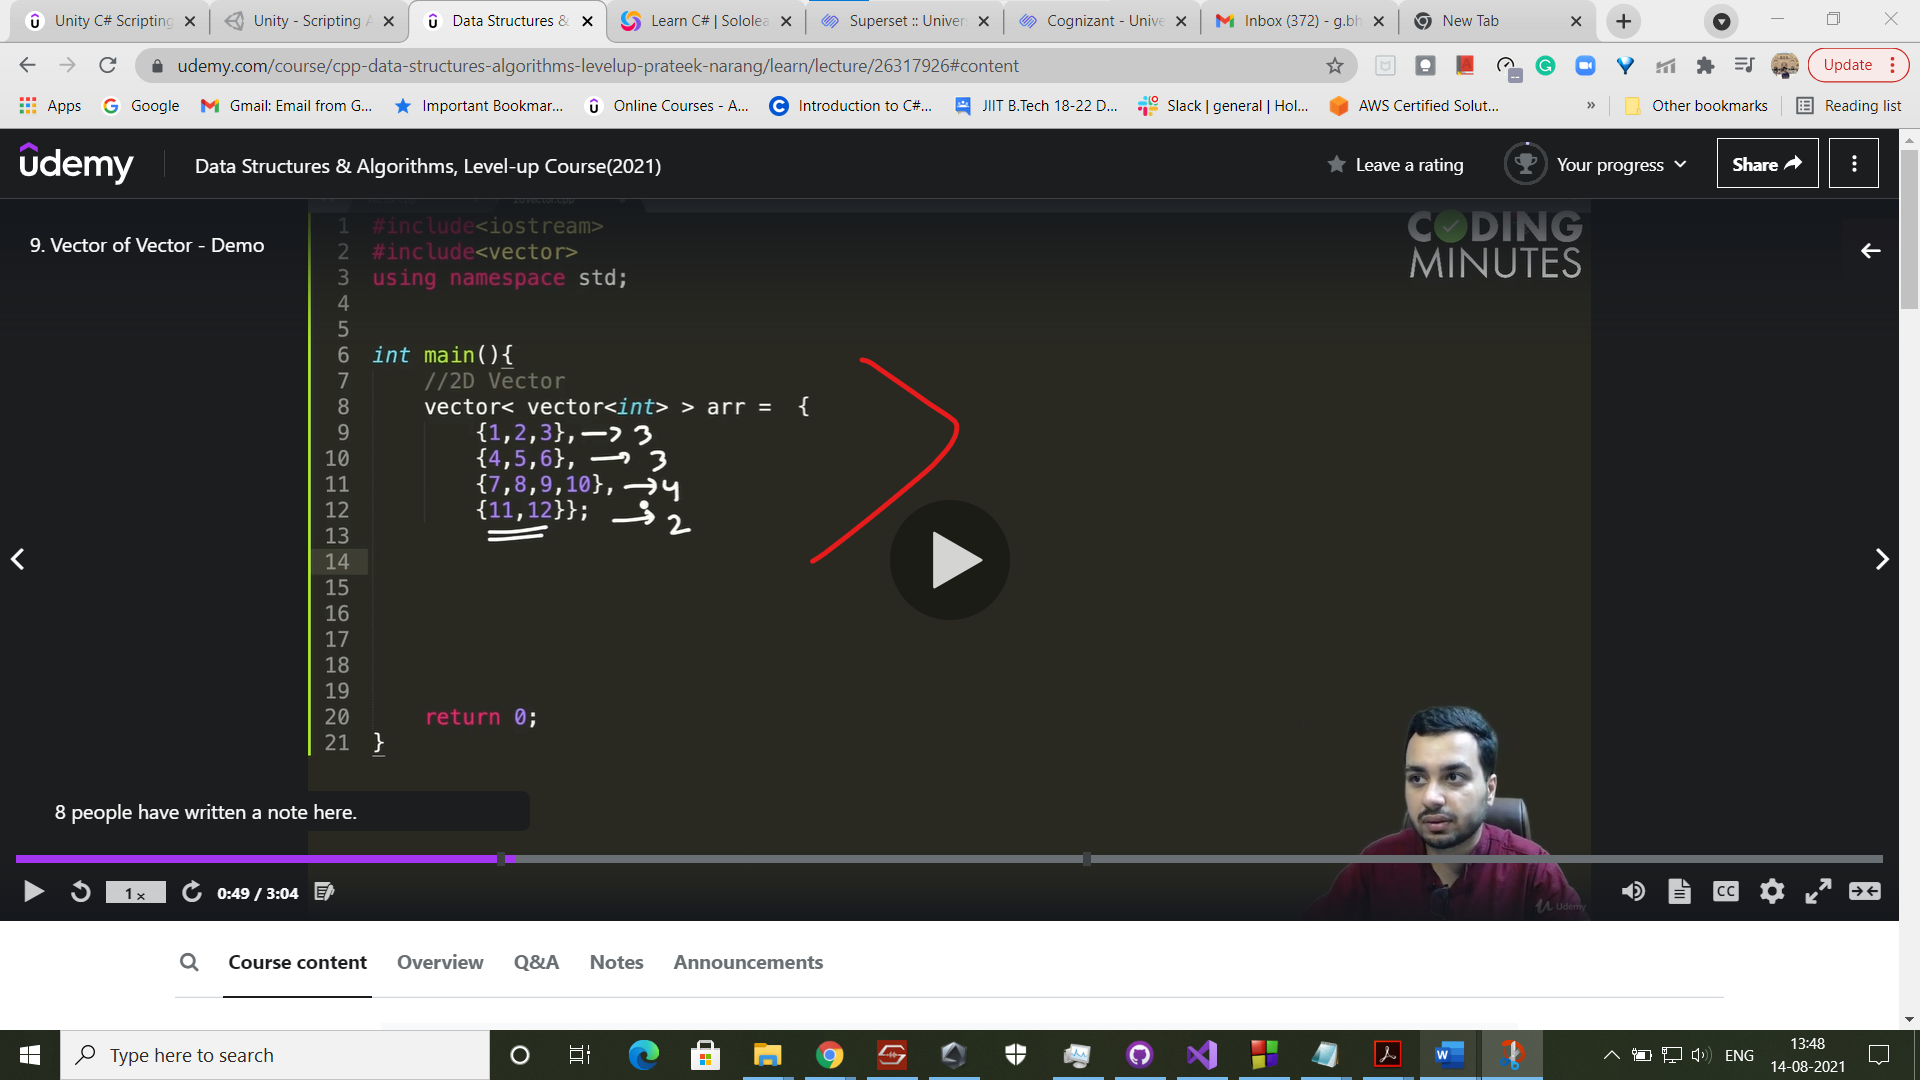 Unity C# Scripting
Unity - Scripting A
Data Structures &
Learn C# | Sololea
Superset :: Univer
Cognizant - Unive
Inbox (372) - g.bh
New Tab
udemy.com/course/cpp-data-structures-algorithms-levelup-prateek-narang/learn/lecture/26317926#content
Update
Apps
Google
Gmail: Email from G...
Important Bookmar...
Online Courses - A...
Introduction to C#...
JIIT B.Tech 18-22 D...
Slack | general | Hol...
AWS Certified Solut...
»
Other bookmarks
Reading list
ûdemy
Data Structures & Algorithms, Level-up Course(2021)
Leave a rating
Your progress
Share
9. Vector of Vector - Demo
CODING
MINUTES
1 #include<iostream>
2 #include<vector>
3 using namespace std;
4
5
6 int main(){
7 //2D Vector
8 vector< vector<int> > arr = {
9 {1,2,3}, → 3
10 {4,5,6}, → 3
11 {7,8,9,10}, → 4
12 {11,12}}; → 2
13
14
15
16
17
18
19
20 return 0;
21 }
8 people have written a note here.
1 x
0:49 / 3:04
CC
Udemy
Course content
Overview
Q&A
Notes
Announcements
Type here to search
ENG
13:48
14-08-2021